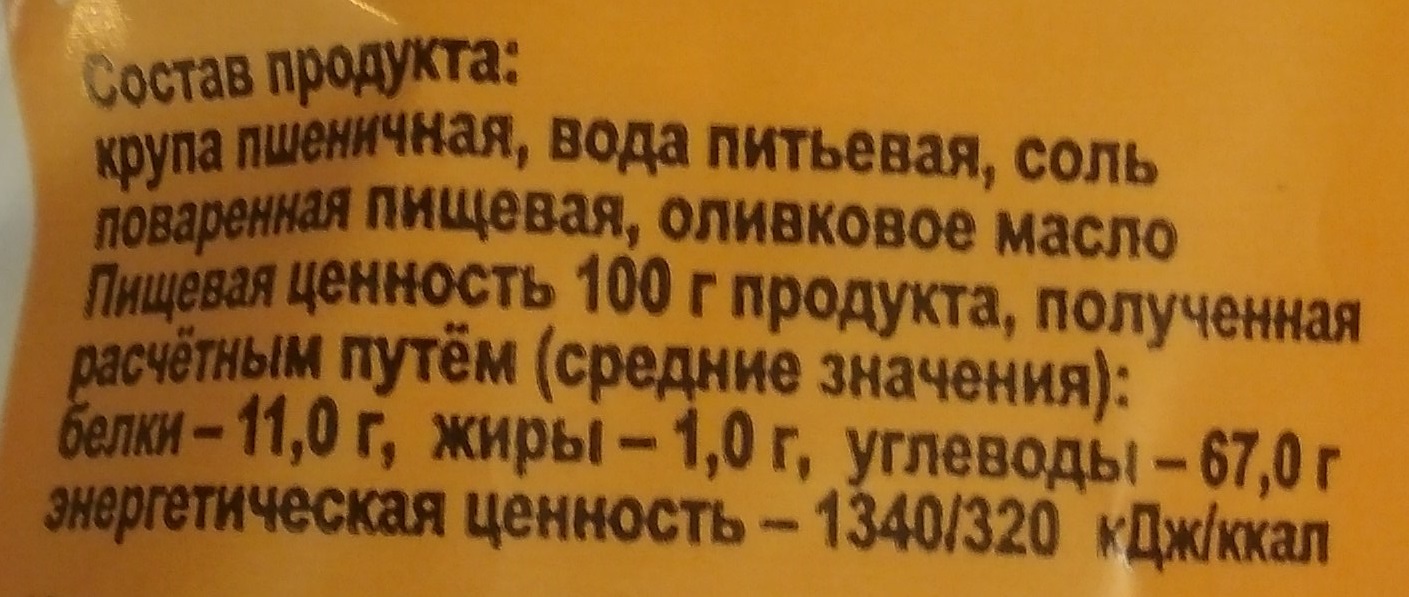 Состав продукта:
крупа пшеничная, вода питьевая, соль
поваренная пищевая, оливковое масло
Пищевая ценность 100 г продукта, полученная
расчётным путём (средние значения):
белки – 11,0 г, жиры – 1,0 г, углеводы – 67,0 г
энергетическая ценность – 1340/320 кДж/ккал